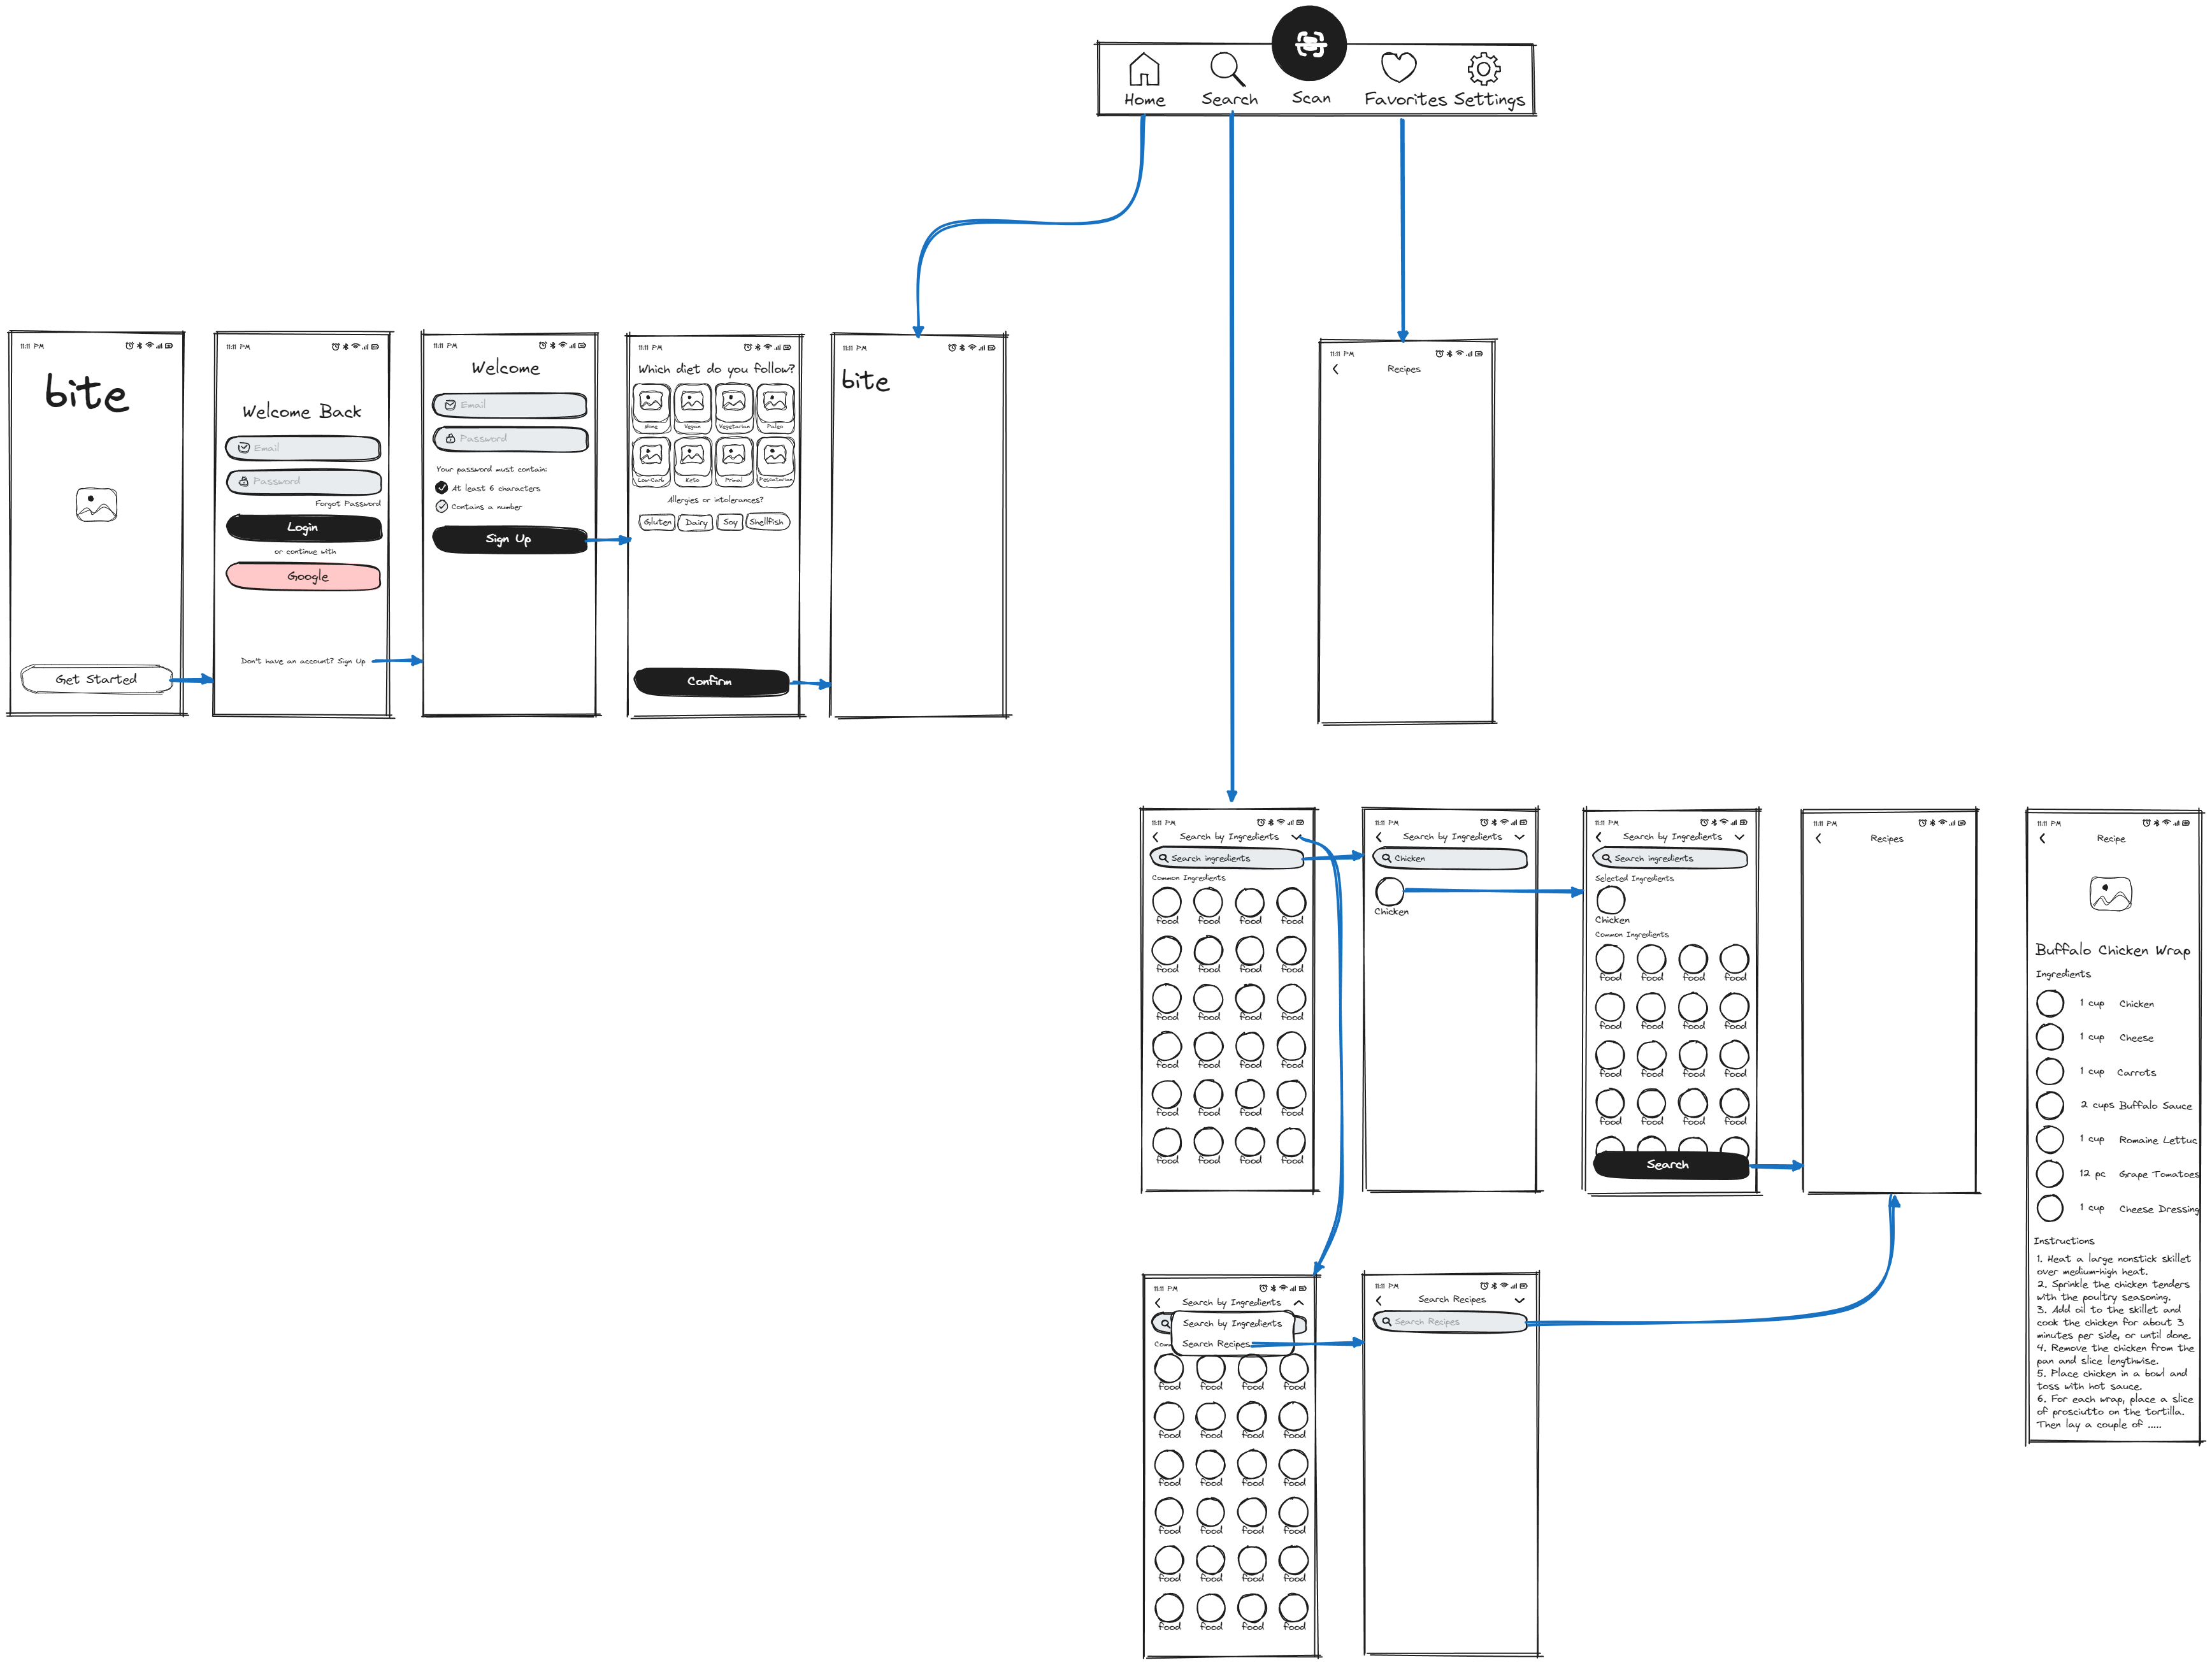 Home
Search
Scan
Favorites
Settings
11:11 PM
bite
Get Started
11:11 PM
Welcome Back
Email
Password
Forgot Password
Login
or continue with
Google
Don't have an account? Sign Up
11:11 PM
Welcome
Email
Password
Your password must contain:
At least 6 characters
Contains a number
Sign Up
11:11 PM
Which diet do you follow?
None Vegan Vegetarian Paleo
Low-Carb Keto Primal Pescatarian
Allergies or intolerances?
Gluten Dairy Soy Shellfish
Confirm
11:11 PM
bite
11:11 PM
Recipes
11:11 PM
Search by Ingredients
Search ingredients
Common Ingredients
food food food food
food food food food
food food food food
food food food food
food food food food
food food food food
11:11 PM
Search by Ingredients
Chicken
Chicken
11:11 PM
Search by Ingredients
Search ingredients
Selected Ingredients
Chicken
Common Ingredients
food food food food
food food food food
food food food food
food food food food
Search
11:11 PM
Recipes
11:11 PM
Recipe
Buffalo Chicken Wrap
Ingredients
1 cup Chicken
1 cup Cheese
1 cup Carrots
2 cups Buffalo Sauce
1 cup Romaine Lettuc
12 pc Grape Tomatoes
1 cup Cheese Dressing
Instructions
1. Heat a large nonstick skillet
over medium-high heat.
2. Sprinkle the chicken tenders
with the poultry seasoning.
3. Add oil to the skillet and
cook the chicken for about 3
minutes per side, or until done.
4. Remove the chicken from the
pan and slice lengthwise.
5. Place chicken in a bowl and
toss with hot sauce.
6. For each wrap, place a slice
of prosciutto on the tortilla.
Then lay a couple of .....
11:11 PM
Search by Ingredients
Search by Ingredients
Com
Search Recipes
food food food food
food food food food
food food food food
food food food food
food food food food
food food food food
11:11 PM
Search Recipes
Search Recipes